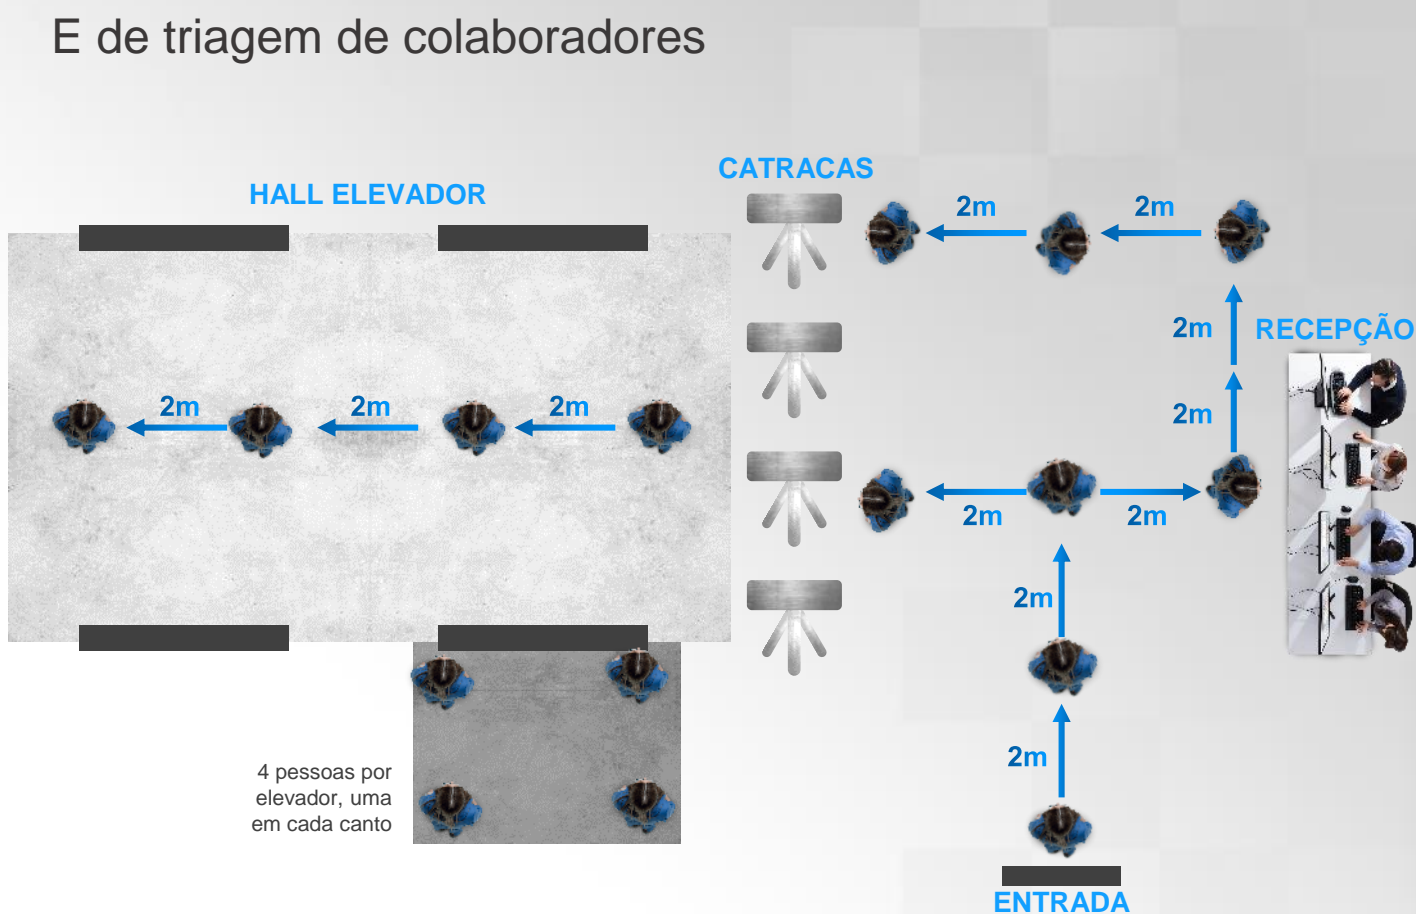 E de triagem de colaboradores
CATRACAS
HALL ELEVADOR
2m
2m
2m
RECEPÇÃO
2m
2m
2m
2m
2m
2m
2m
2m
4 pessoas por
elevador, uma
em cada canto
2m
ENTRADA